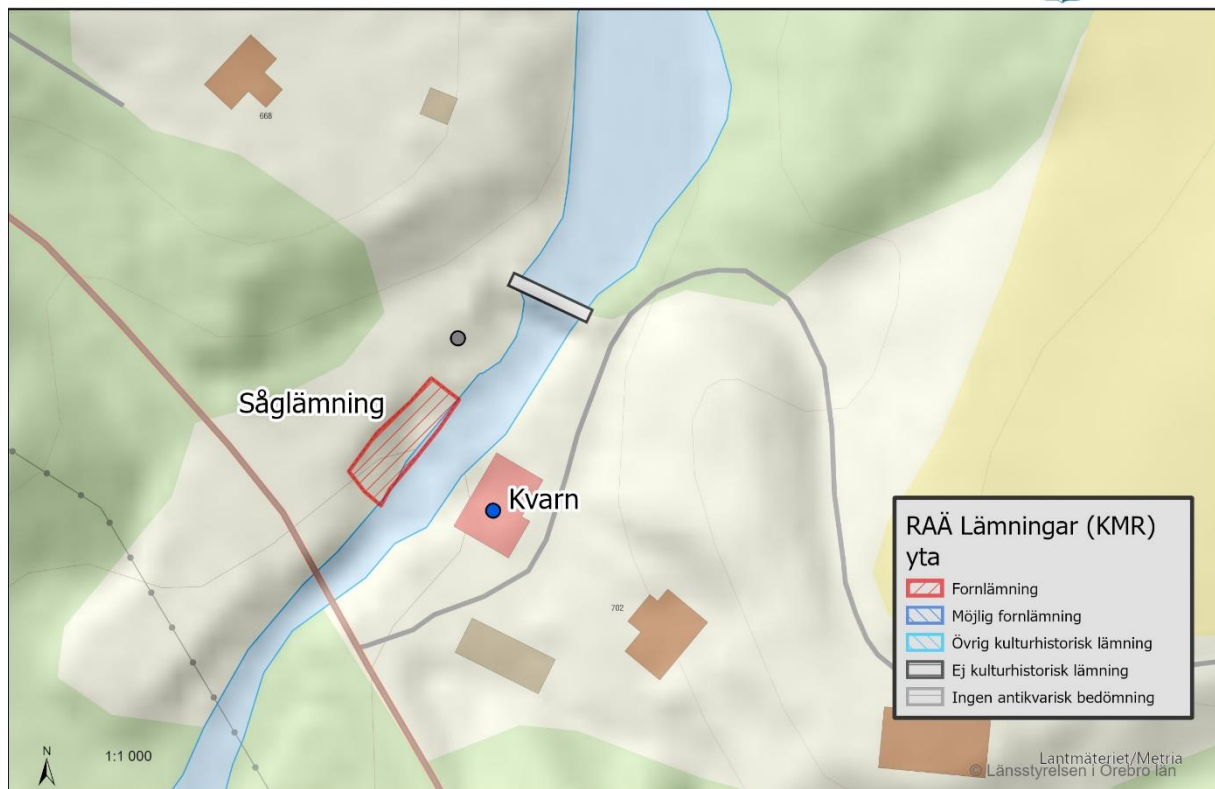 668
Såglämning
Kvarn
702
RAÄ Lämningar (KMR)
yta
Fornlämning
Möjlig fornlämning
Övrig kulturhistorisk lämning
Ej kulturhistorisk lämning
Ingen antikvarisk bedömning
N
1:1 000
Lantmäteriet/Metria
© Länsstyrelsen i Örebro län